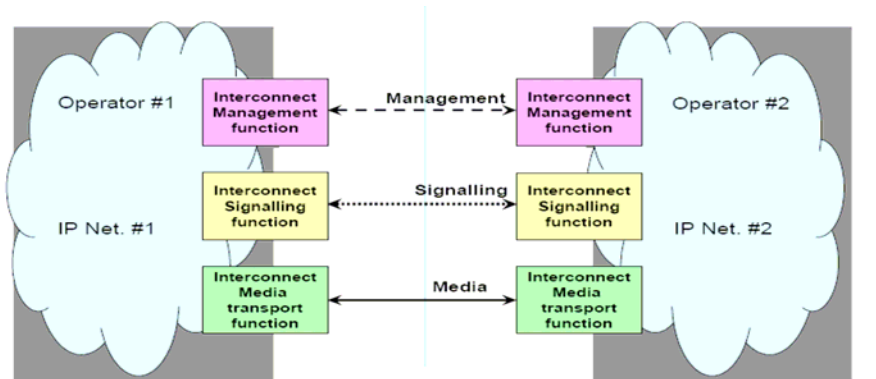 Operator #1
Interconnect
Management
function
Management
Interconnect
Management
function
Operator #2
Interconnect
Signalling
function
Signalling
Interconnect
Signalling
function
IP Net. #1
IP Net. #2
Interconnect
Media
transport
function
Media
Interconnect
Media
transport
function